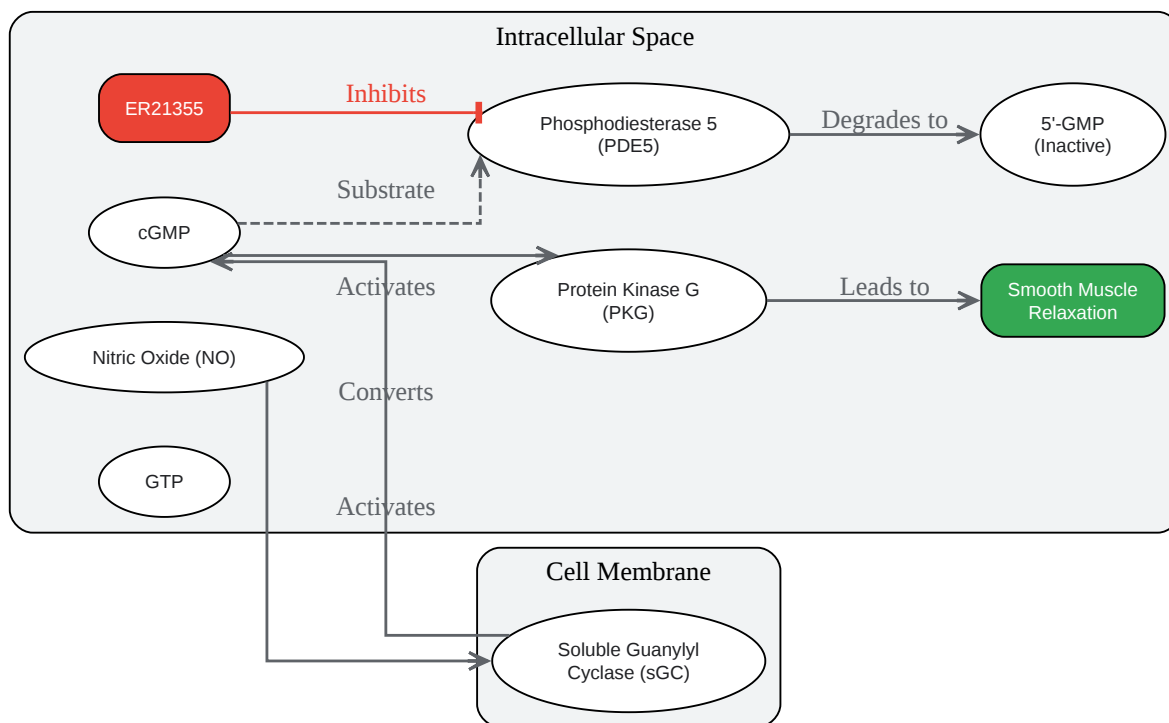 Intracellular Space
ER21355
Inhibits
Phosphodiesterase 5
(PDE5)
Degrades to
5'-GMP
(Inactive)
Substrate
cGMP
Activates
Protein Kinase G
(PKG)
Leads to
Smooth Muscle
Relaxation
Nitric Oxide (NO)
Converts
GTP
Activates
Cell Membrane
Soluble Guanylyl
Cyclase (sGC)